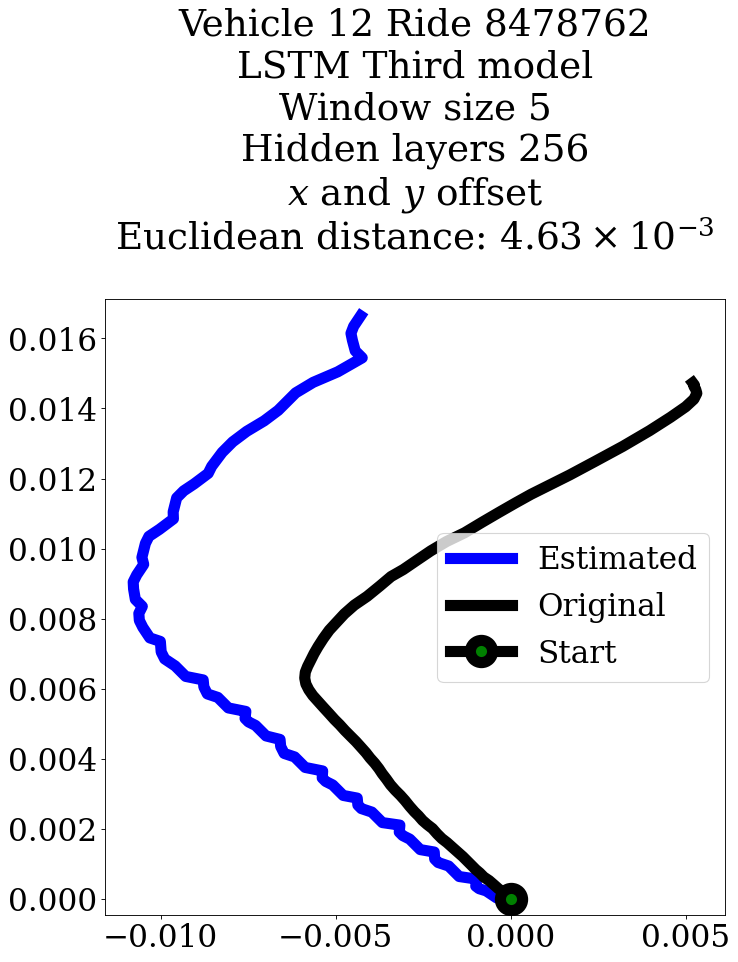 Vehicle 12 Ride 8478762
LSTM Third model
Window size 5
Hidden layers 256
x and y offset
Euclidean distance: 4.63 × 10⁻³
0.016
0.014
0.012
0.010
0.008
0.006
0.004
0.002
0.000
Estimated
Original
Start
−0.010 −0.005 0.000 0.005